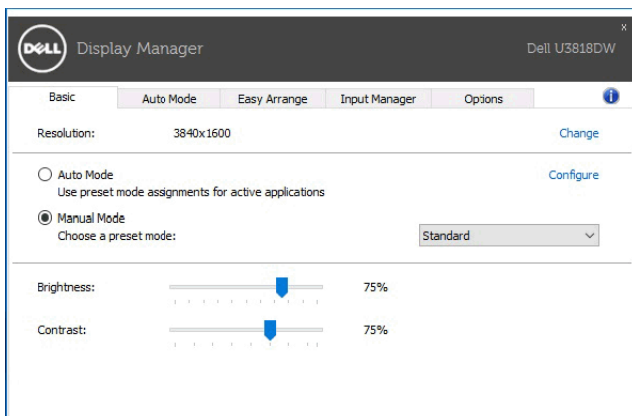 DELL Display Manager Dell U3818DW x
Basic Auto Mode Easy Arrange Input Manager Options i
Resolution: 3840x1600 Change
Auto Mode Configure
Use preset mode assignments for active applications
Manual Mode
Choose a preset mode: Standard
Brightness: 75%
Contrast: 75%